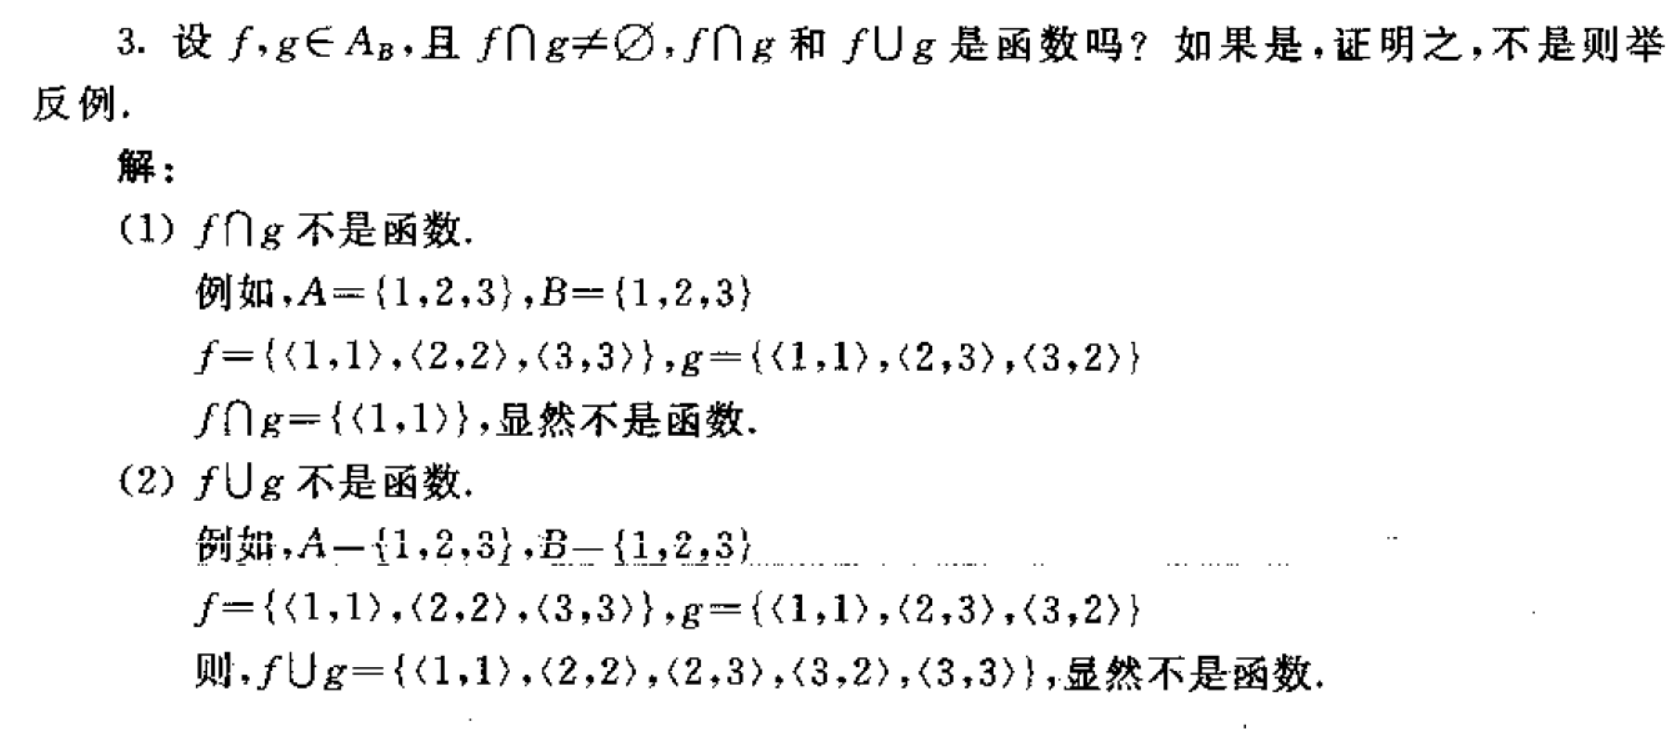 3. 设 f,g∈A_B,且 f∩g≠∅,f∩g 和 f∪g 是函数吗？如果是,证明之,不是则举
反例.
解:
(1) f∩g 不是函数.
例如,A={1,2,3},B={1,2,3}
f={⟨1,1⟩,⟨2,2⟩,⟨3,3⟩},g={⟨1,1⟩,⟨2,3⟩,⟨3,2⟩}
f∩g={⟨1,1⟩},显然不是函数.
(2) f∪g 不是函数.
例如,A={1,2,3},B={1,2,3}
f={⟨1,1⟩,⟨2,2⟩,⟨3,3⟩},g={⟨1,1⟩,⟨2,3⟩,⟨3,2⟩}
则,f∪g={⟨1,1⟩,⟨2,2⟩,⟨2,3⟩,⟨3,2⟩,⟨3,3⟩},显然不是函数.